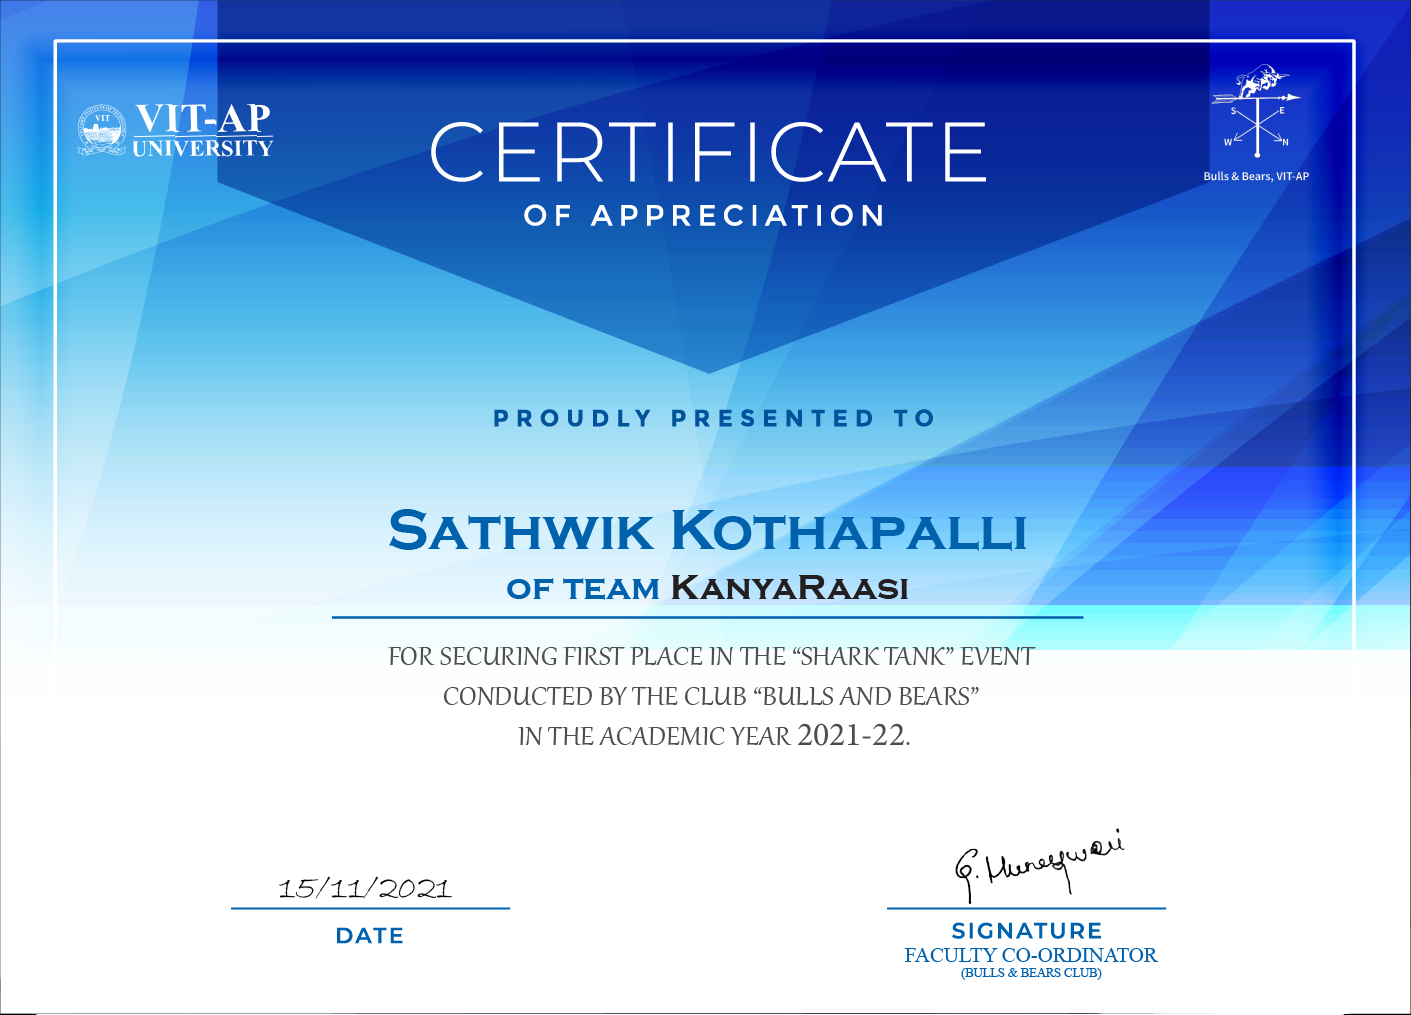 VIT
VIT-AP
UNIVERSITY
S E
W N
Bulls & Bears, VIT-AP
CERTIFICATE
OF APPRECIATION
PROUDLY PRESENTED TO
SATHWIK KOTHAPALLI
OF TEAM KANYARAASI
FOR SECURING FIRST PLACE IN THE “SHARK TANK” EVENT
CONDUCTED BY THE CLUB “BULLS AND BEARS”
IN THE ACADEMIC YEAR 2021-22.
15/11/2021
DATE
G. Muneeswari
SIGNATURE
FACULTY CO-ORDINATOR
(BULLS & BEARS CLUB)